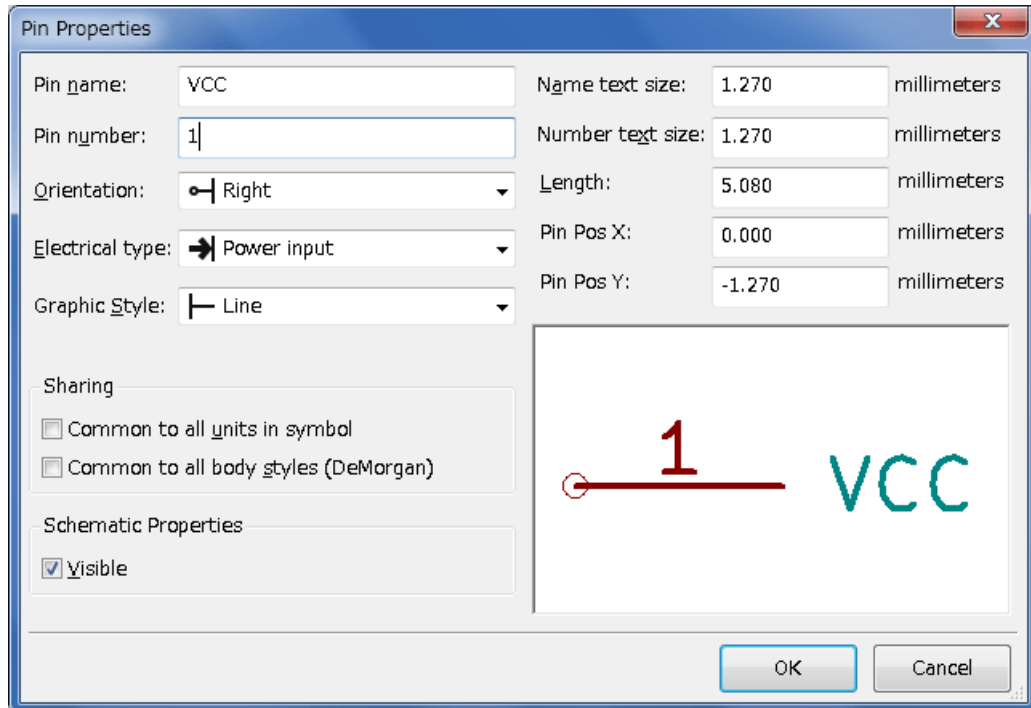 Pin Properties
Pin name: VCC
Pin number: 1
Orientation: Right
Electrical type: Power input
Graphic Style: Line
Sharing
Common to all units in symbol
Common to all body styles (DeMorgan)
Schematic Properties
Visible
Name text size: 1.270 millimeters
Number text size: 1.270 millimeters
Length: 5.080 millimeters
Pin Pos X: 0.000 millimeters
Pin Pos Y: -1.270 millimeters
1
VCC
OK
Cancel